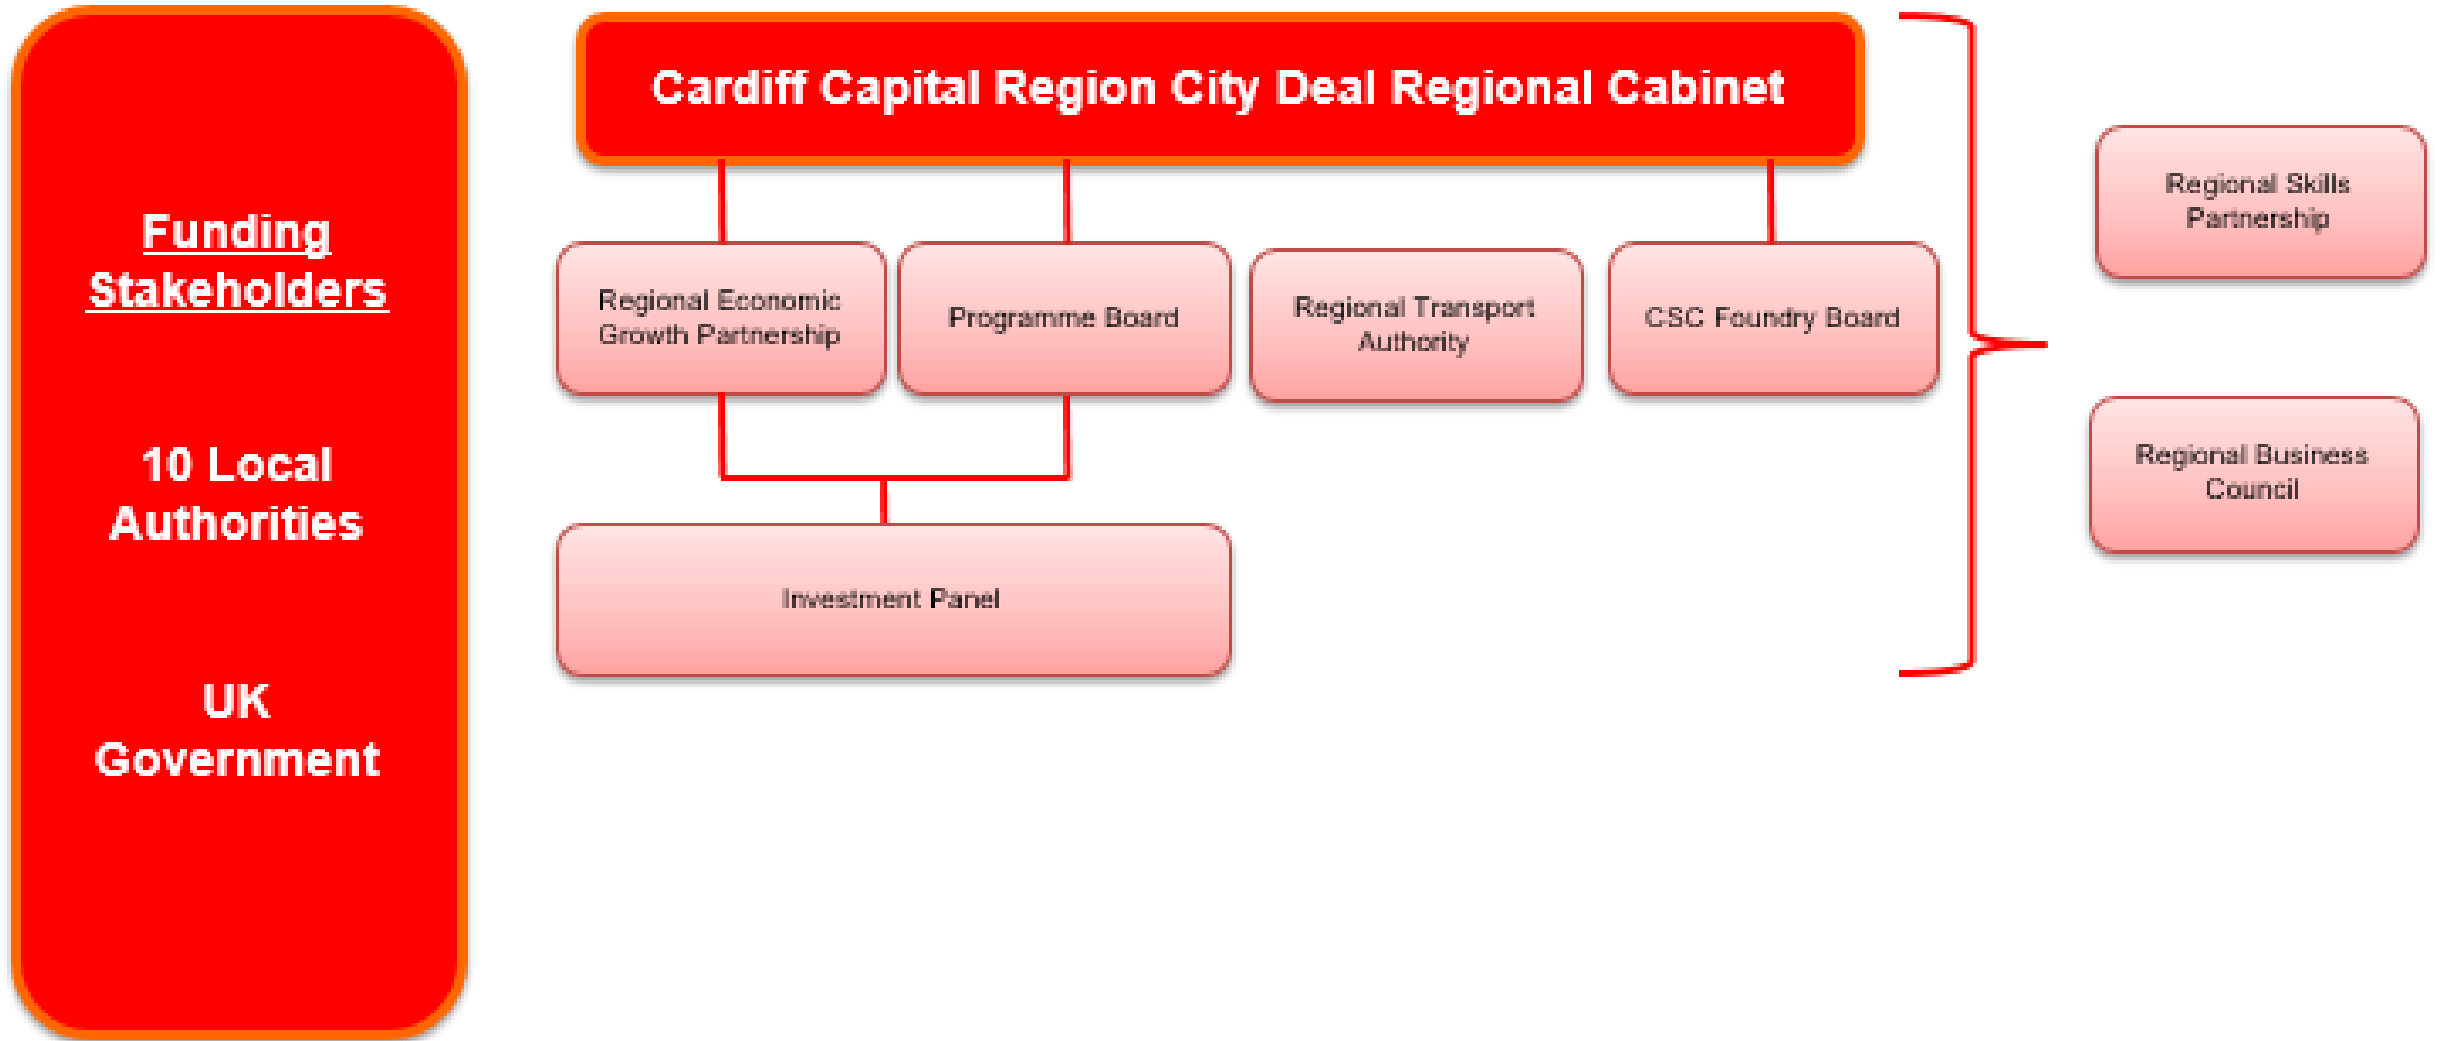 Funding
Stakeholders
10 Local
Authorities
UK
Government
Cardiff Capital Region City Deal Regional Cabinet
Regional Economic
Growth Partnership
Programme Board
Regional Transport
Authority
CSC Foundry Board
Investment Panel
Regional Skills
Partnership
Regional Business
Council